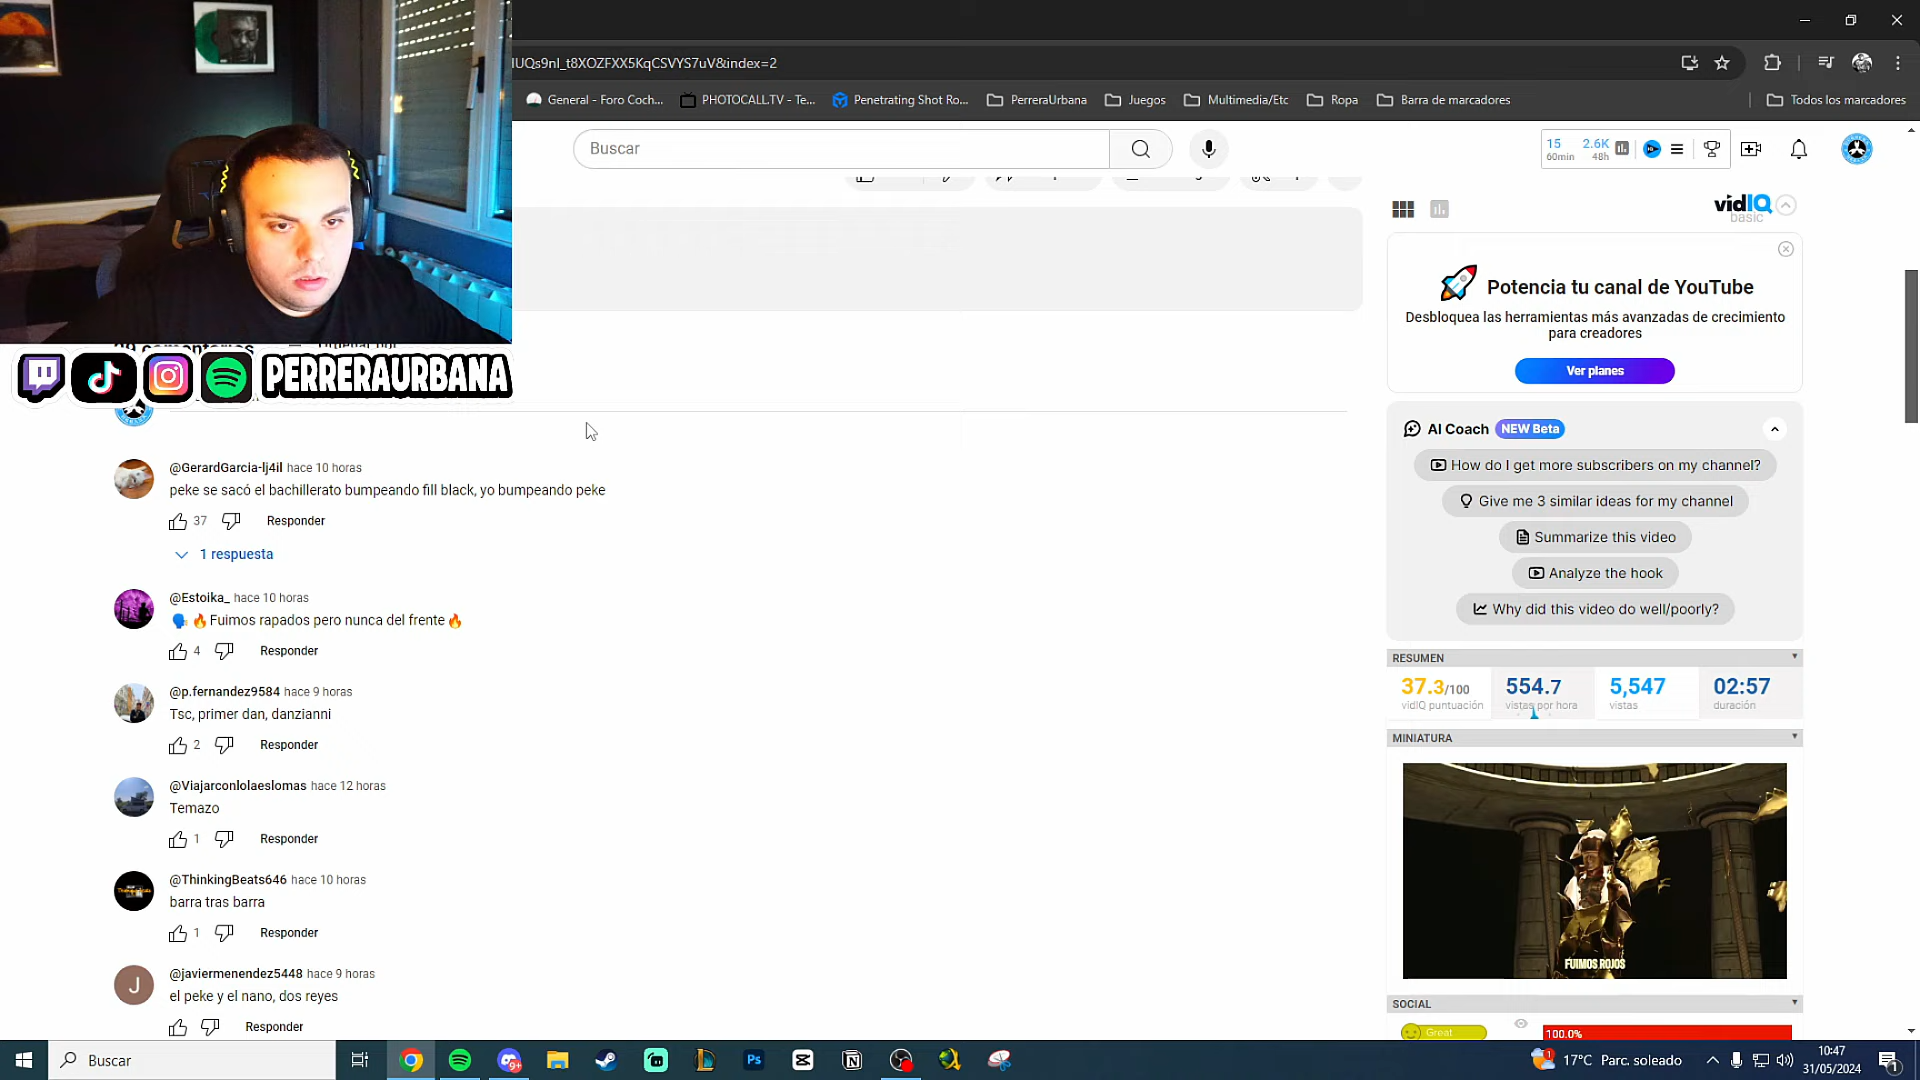 IUQs9nI_t8XOZFXX5KqCSVYS7uV&index=2
General - Foro Coch...
PHOTOCALL.TV - Te...
Penetrating Shot Ro...
PerreraUrbana
Juegos
Multimedia/Etc
Ropa
Barra de marcadores
Todos los marcadores
Buscar
15
60min
2.6K
48h
vidIQ
basic
Potencia tu canal de YouTube
Desbloquea las herramientas más avanzadas de crecimiento
para creadores
Ver planes
PERRERAURBANA
@GerardGarcia-lj4il hace 10 horas
peke se sacó el bachillerato bumpeando fill black, yo bumpeando peke
37
Responder
1 respuesta
@Estoika_ hace 10 horas
🗣️🔥Fuimos rapados pero nunca del frente🔥
4
Responder
@p.fernandez9584 hace 9 horas
Tsc, primer dan, danzianni
2
Responder
@Viajarconlolaeslomas hace 12 horas
Temazo
1
Responder
@ThinkingBeats646 hace 10 horas
barra tras barra
1
Responder
J
@javiermenendez5448 hace 9 horas
el peke y el nano, dos reyes
Responder
AI Coach
NEW Beta
How do I get more subscribers on my channel?
Give me 3 similar ideas for my channel
Summarize this video
Analyze the hook
Why did this video do well/poorly?
RESUMEN
37.3/100
vidIQ puntuación
554.7
vistas por hora
5,547
vistas
02:57
duración
MINIATURA
FUIMOS ROJOS
SOCIAL
Great
100.0%
Buscar
9+
Ps
17°C Parc. soleado
10:47
31/05/2024
1